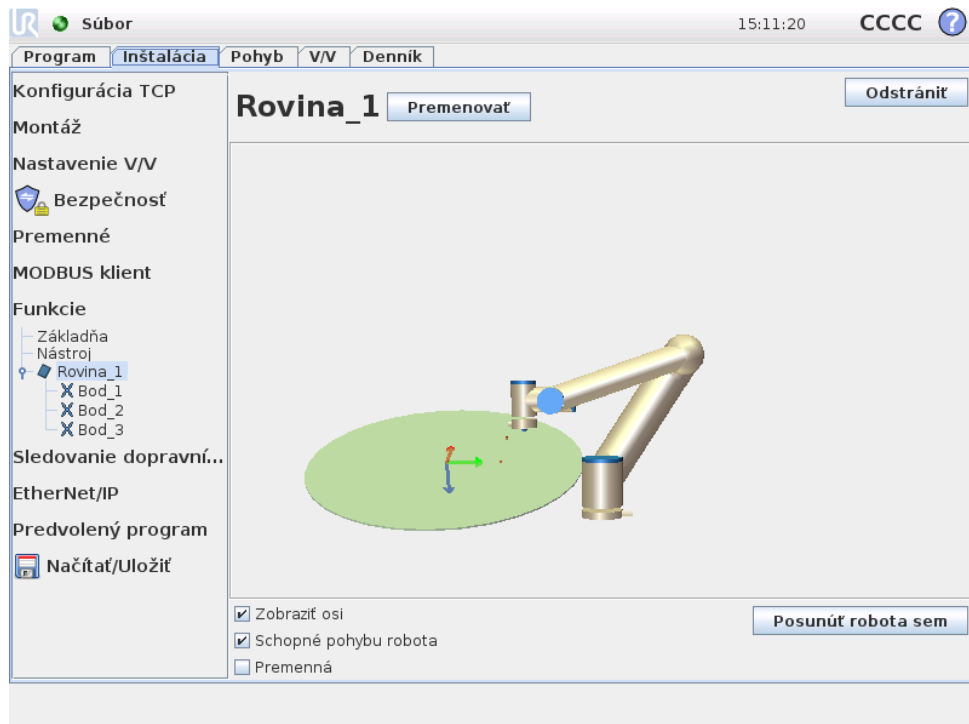 UR Súbor 15:11:20 CCCC ?
Program Inštalácia Pohyb V/V Denník
Konfigurácia TCP
Montáž
Nastavenie V/V
Bezpečnosť
Premenné
MODBUS klient
Funkcie
Základňa
Nástroj
Rovina_1
Bod_1
Bod_2
Bod_3
Sledovanie dopravní...
EtherNet/IP
Predvolený program
Načítať/Uložiť
Rovina_1 Premenovať Odstrániť
Zobraziť osi
Schopné pohybu robota
Premenná
Posunúť robota sem